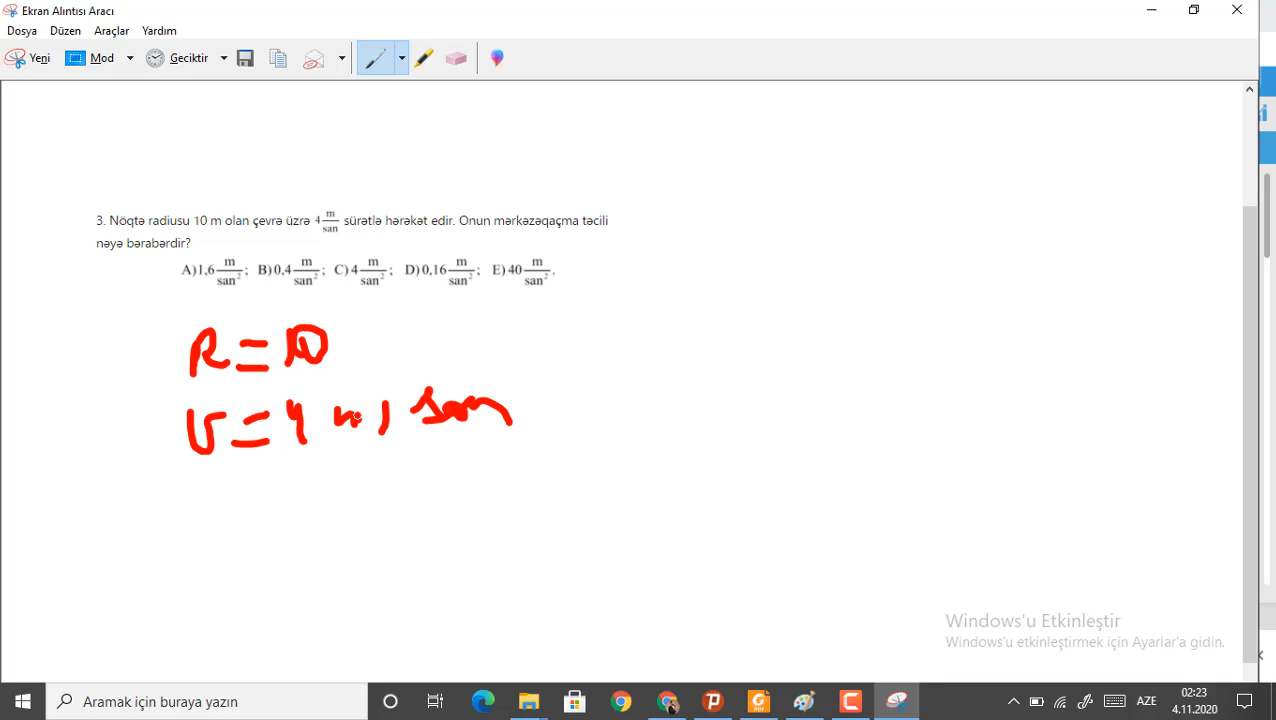 Ekran Alıntısı Aracı
Dosya Düzen Araçlar Yardım
Yeni Mod Geciktir
3. Nöqtə radiusu 10 m olan çevrə üzrə 4 m/san sürətlə hərəkət edir. Onun mərkəzəqaçma təcili
nəyə bərabərdir?
A) 1,6 m/san²; B) 0,4 m/san²; C) 4 m/san²; D) 0,16 m/san²; E) 40 m/san².
R = 10
v = 4 m/san
Windows'u Etkinleştir
Windows'u etkinleştirmek için Ayarlar'a gidin.
Aramak için buraya yazın
AZE
02:23
4.11.2020